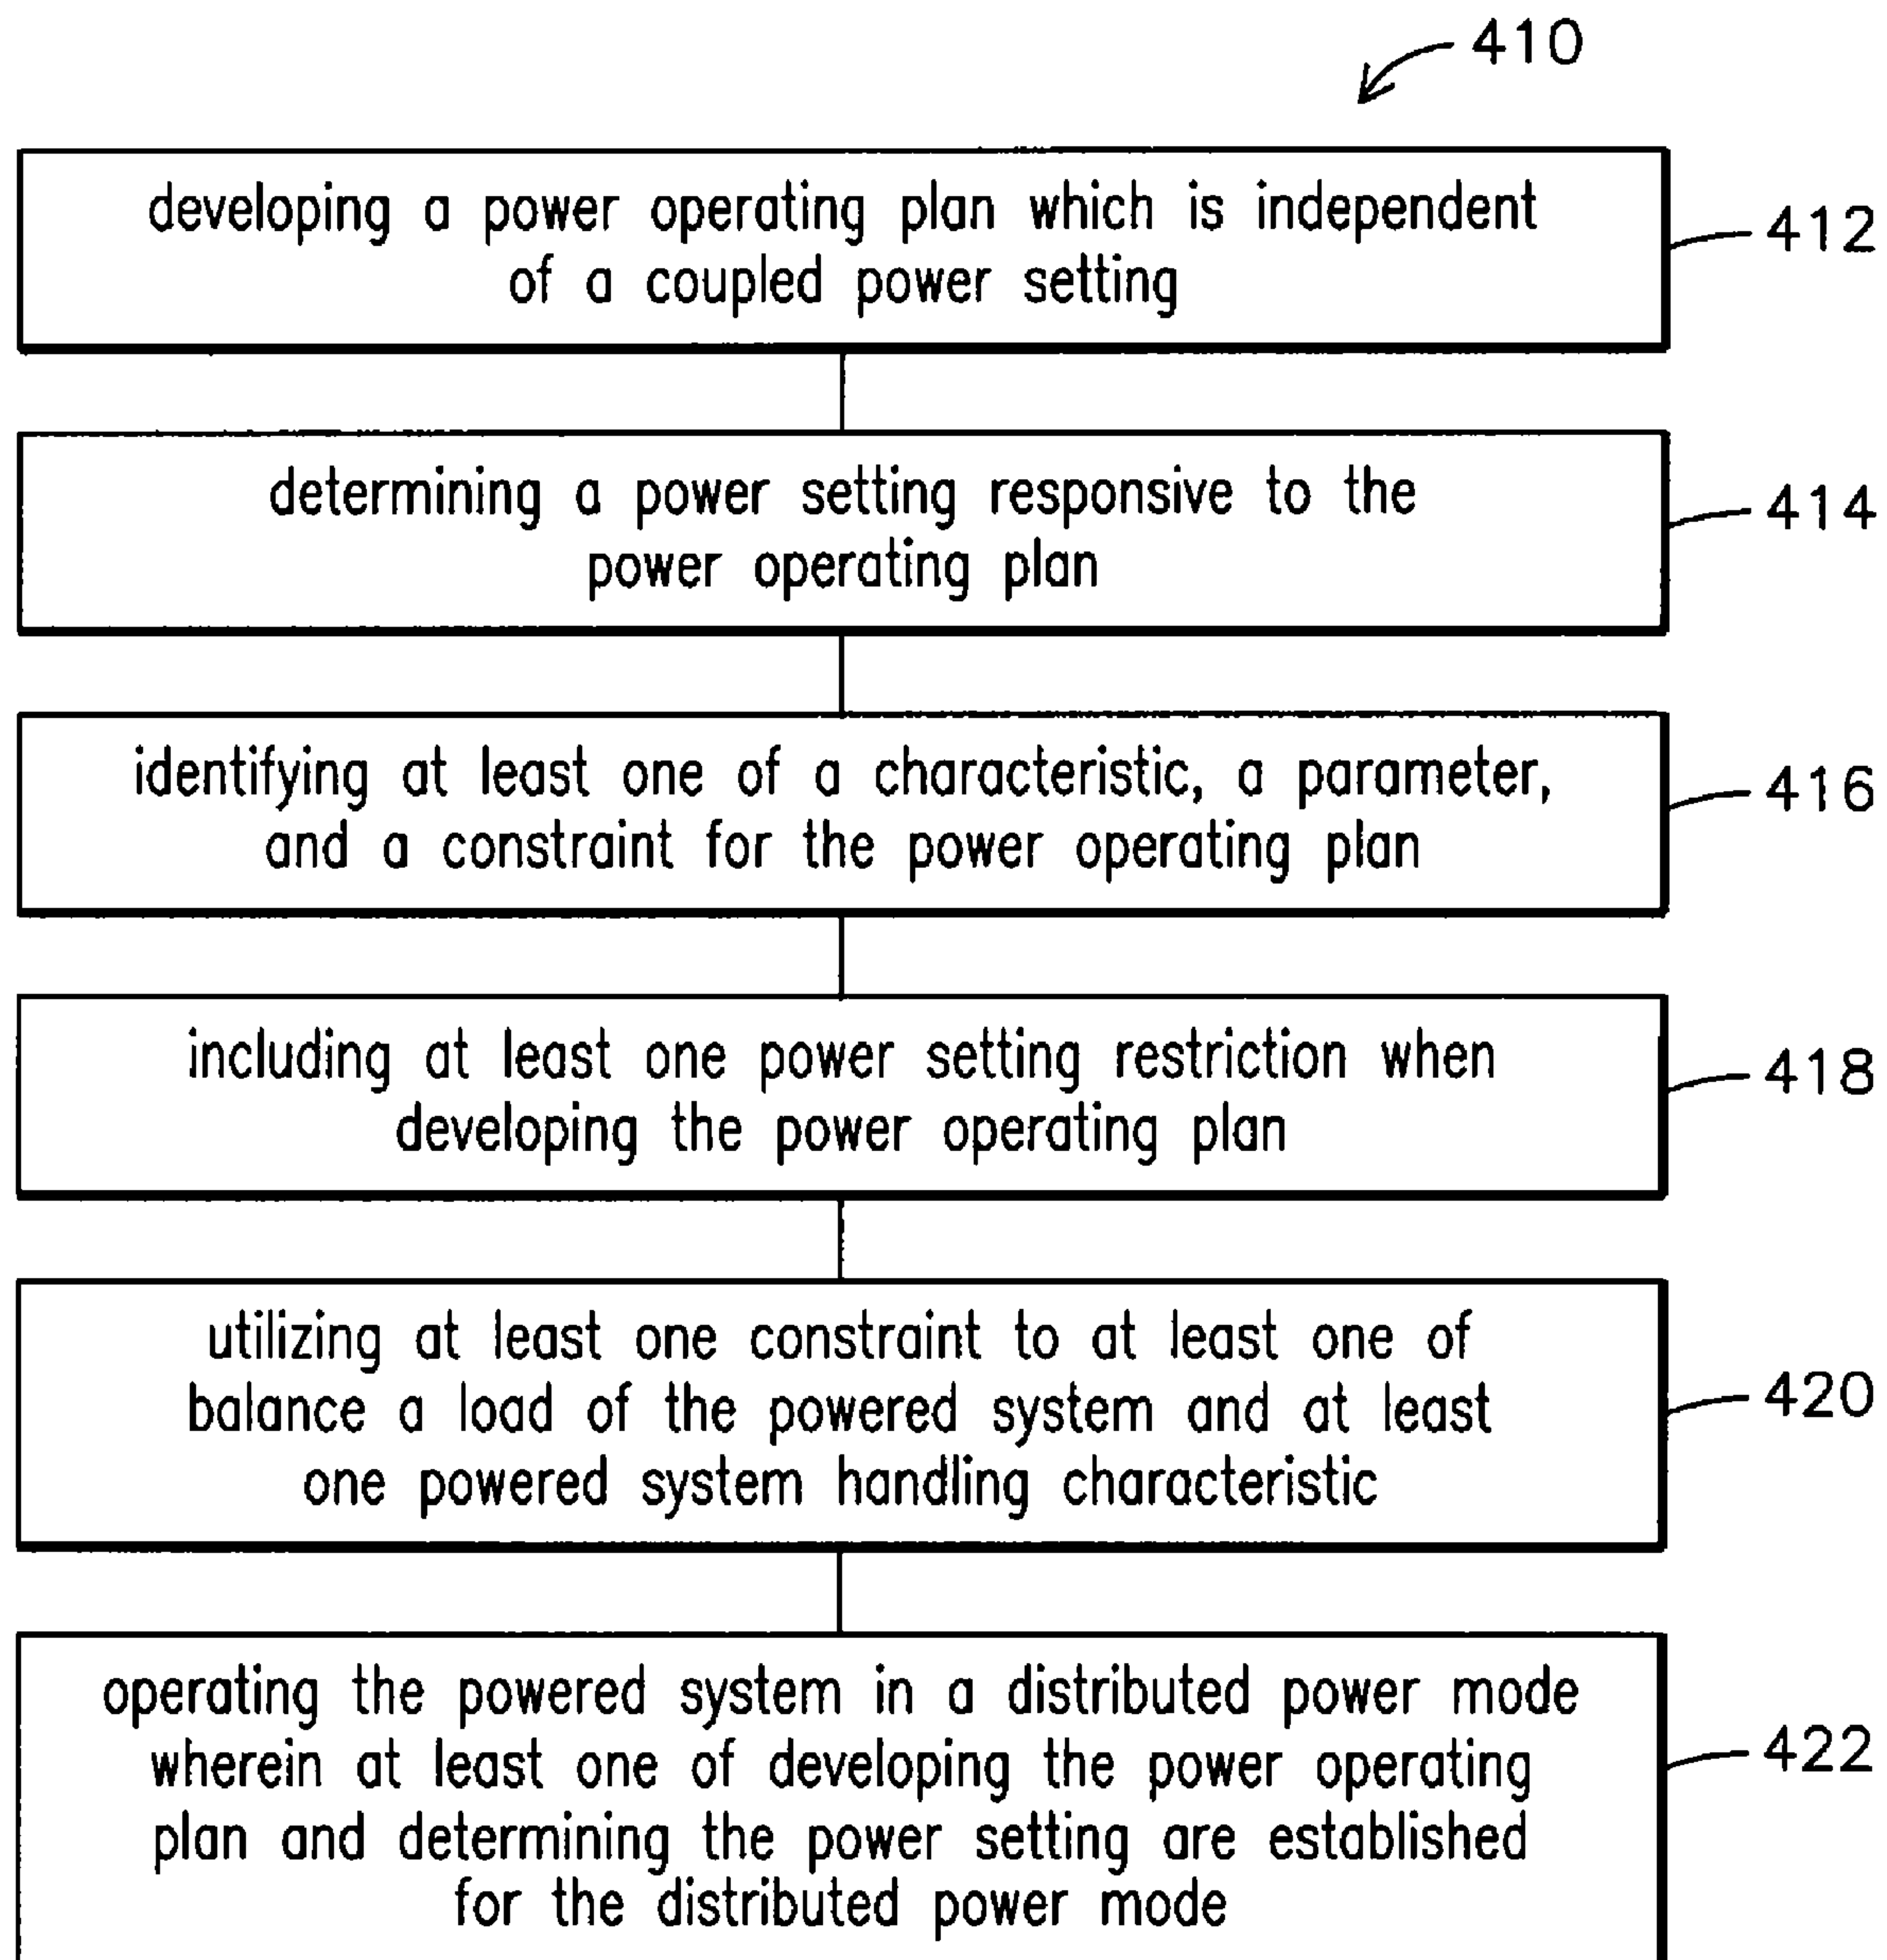 410
developing a power operating plan which is independent
of a coupled power setting
412
determining a power setting responsive to the
power operating plan
414
identifying at least one of a characteristic, a parameter,
and a constraint for the power operating plan
416
including at least one power setting restriction when
developing the power operating plan
418
utilizing at least one constraint to at least one of
balance a load of the powered system and at least
one powered system handling characteristic
420
operating the powered system in a distributed power mode
wherein at least one of developing the power operating
plan and determining the power setting are established
for the distributed power mode
422